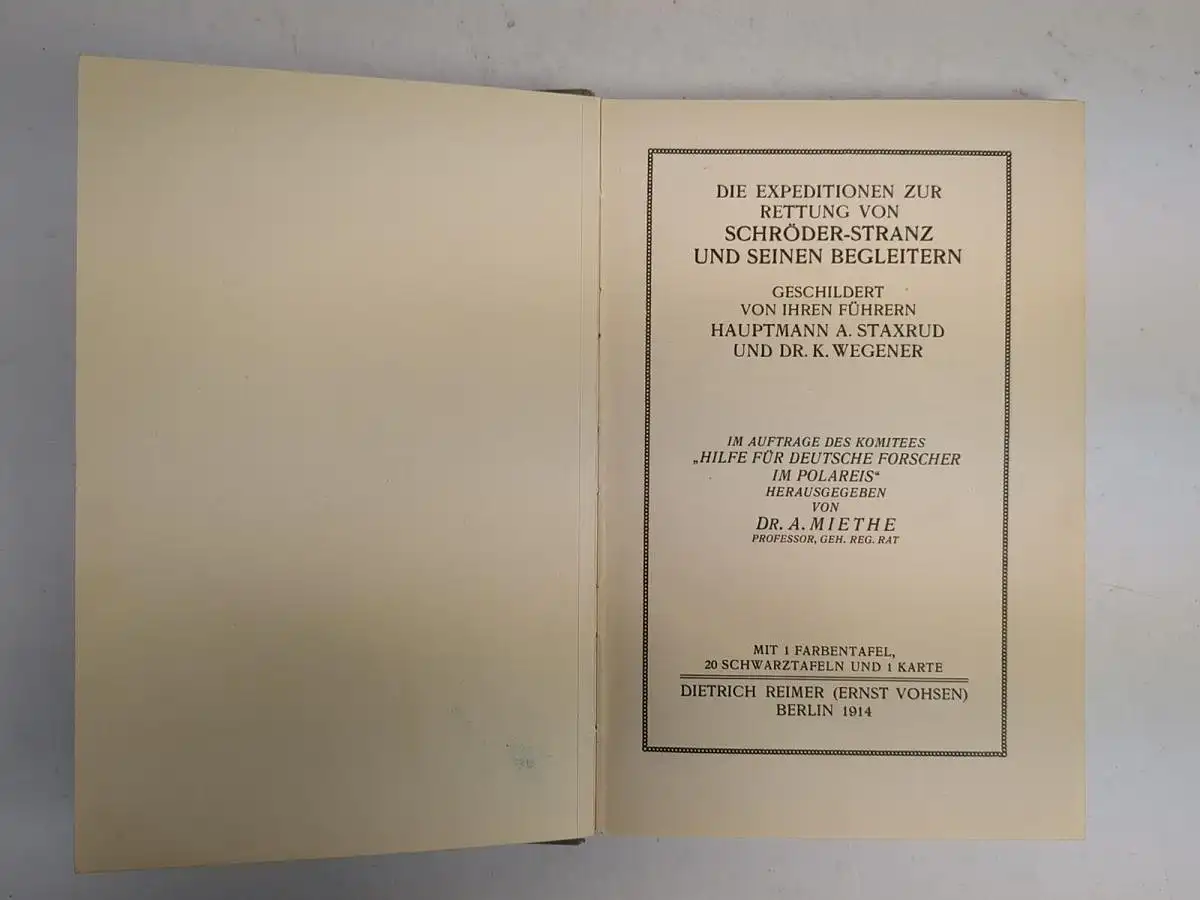 DIE EXPEDITIONEN ZUR
RETTUNG VON
SCHRÖDER-STRANZ
UND SEINEN BEGLEITERN
GESCHILDERT
VON IHREN FÜHRERN
HAUPTMANN A. STAXRUD
UND DR. K. WEGENER
IM AUFTRAGE DES KOMITEES
„HILFE FÜR DEUTSCHE FORSCHER
IM POLAREIS“
HERAUSGEGEBEN
VON
DR. A. MIETHE
PROFESSOR, GEH. REG. RAT
MIT 1 FARBENTAFEL,
20 SCHWARZTAFELN UND 1 KARTE
DIETRICH REIMER (ERNST VOHSEN)
BERLIN 1914